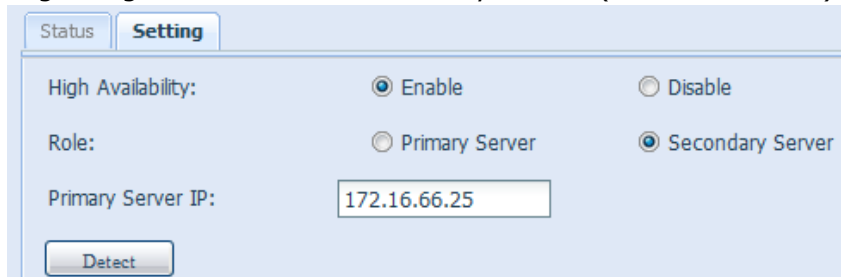 Status Setting
High Availability: Enable Disable
Role: Primary Server Secondary Server
Primary Server IP: 172.16.66.25
Detect